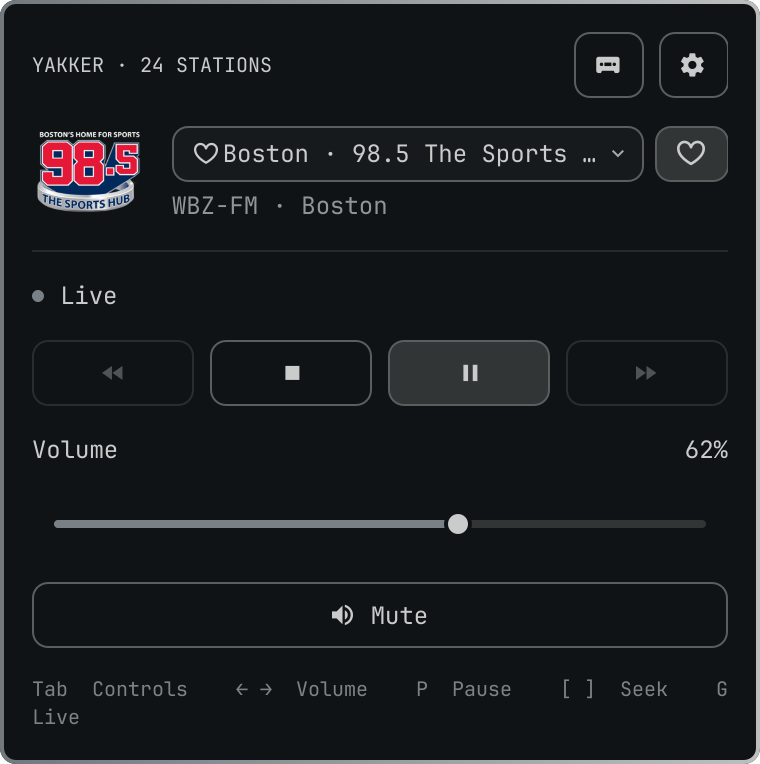 YAKKER · 24 STATIONS
BOSTON'S HOME FOR SPORTS
98.5
THE SPORTS HUB
Boston · 98.5 The Sports …
WBZ-FM · Boston
Live
Volume 62%
Mute
Tab Controls ← → Volume P Pause [ ] Seek G
Live